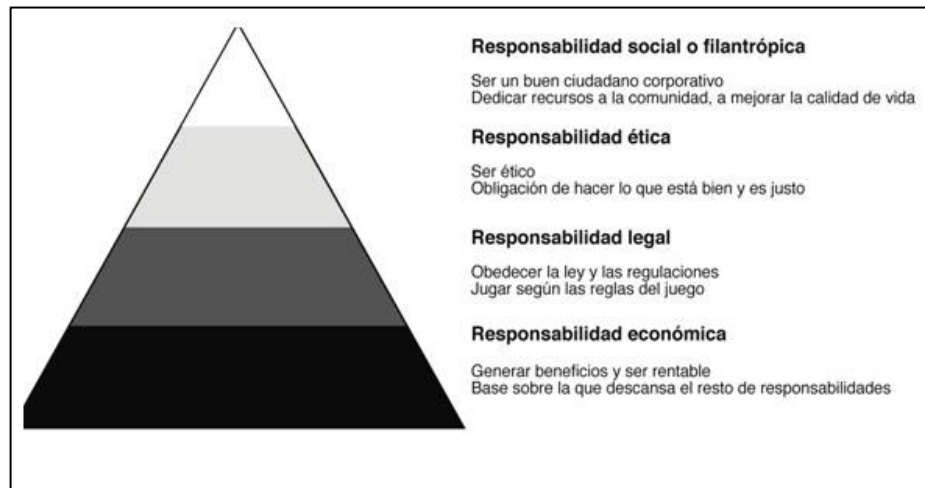 Responsabilidad social o filantrópica
Ser un buen ciudadano corporativo
Dedicar recursos a la comunidad, a mejorar la calidad de vida
Responsabilidad ética
Ser ético
Obligación de hacer lo que está bien y es justo
Responsabilidad legal
Obedecer la ley y las regulaciones
Jugar según las reglas del juego
Responsabilidad económica
Generar beneficios y ser rentable
Base sobre la que descansa el resto de responsabilidades